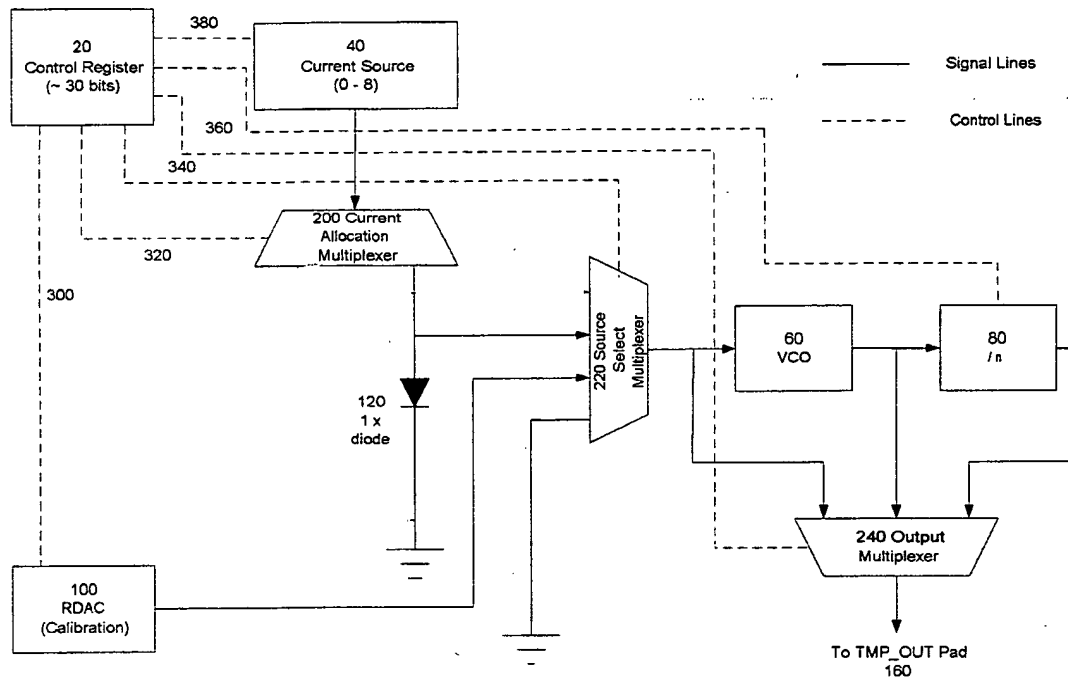 20
Control Register
(~ 30 bits)
380
40
Current Source
(0 - 8)
Signal Lines
Control Lines
360
340
200 Current
Allocation
Multiplexer
320
300
220 Source
Select
Multiplexer
60
VCO
80
/ n
120
1 x
diode
240 Output
Multiplexer
100
RDAC
(Calibration)
To TMP_OUT Pad
160